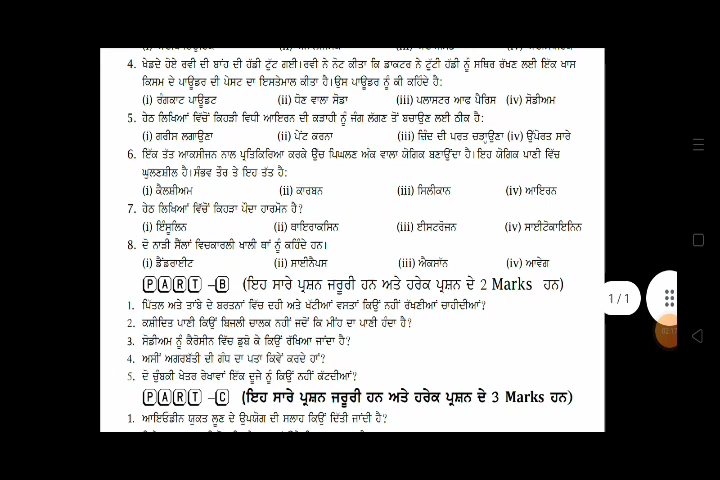 4. ਖੇਡਦੇ ਹੋਏ ਰਵੀ ਦੀ ਬਾਂਹ ਦੀ ਹੱਡੀ ਟੁੱਟ ਗਈ।ਰਵੀ ਨੇ ਨੋਟ ਕੀਤਾ ਕਿ ਡਾਕਟਰ ਨੇ ਟੁੱਟੀ ਹੱਡੀ ਨੂੰ ਸਥਿਰ ਰੱਖਣ ਲਈ ਇੱਕ ਖਾਸ
ਕਿਸਮ ਦੇ ਪਾਊਡਰ ਦੀ ਪੇਸਟ ਦਾ ਇਸਤੇਮਾਲ ਕੀਤਾ ਹੈ।ਉਸ ਪਾਊਡਰ ਨੂੰ ਕੀ ਕਹਿੰਦੇ ਹੈ:
(i) ਰੰਗਕਾਟ ਪਾਊਡਟ (ii) ਧੋਣ ਵਾਲਾ ਸੋਡਾ (iii) ਪਲਾਸਟਰ ਆਫ ਪੈਰਿਸ (iv) ਸੋਡੀਅਮ
5. ਹੇਠ ਲਿਖਿਆਂ ਵਿੱਚੋਂ ਕਿਹੜੀ ਵਿਧੀ ਆਇਰਨ ਦੀ ਕੜਾਹੀ ਨੂੰ ਜੰਗ ਲੱਗਣ ਤੋਂ ਬਚਾਉਣ ਲਈ ਠੀਕ ਹੈ:
(i) ਗਰੀਸ ਲਗਾਉਣਾ (ii) ਪੇਂਟ ਕਰਨਾ (iii) ਜ਼ਿੰਦ ਦੀ ਪਰਤ ਚੜ੍ਹਾਉਣਾ (iv) ਉੱਪਰੋਤ ਸਾਰੇ
6. ਇੱਕ ਤੱਤ ਆਕਸੀਜਨ ਨਾਲ ਪ੍ਰਤਿਕਿਰਿਆ ਕਰਕੇ ਉੱਚ ਪਿਘਲਣ ਅੰਕ ਵਾਲਾ ਯੋਗਿਕ ਬਣਾਉਂਦਾ ਹੈ।ਇਹ ਯੋਗਿਕ ਪਾਣੀ ਵਿੱਚ
ਘੁਲਣਸ਼ੀਲ ਹੈ।ਸੰਭਵ ਤੌਰ ਤੇ ਇਹ ਤੱਤ ਹੈ:
(i) ਕੈਲਸ਼ੀਅਮ (ii) ਕਾਰਬਨ (iii) ਸਿਲੀਕਾਨ (iv) ਆਇਰਨ
7. ਹੇਠ ਲਿਖਿਆਂ ਵਿੱਚੋਂ ਕਿਹੜਾ ਪੌਦਾ ਹਾਰਮੋਨ ਹੈ?
(i) ਇੰਸੂਲਿਨ (ii) ਥਾਇਰਾਕਸਿਨ (iii) ਈਸਟਰੋਜਨ (iv) ਸਾਈਟੋਕਾਇਨਿਨ
8. ਦੋ ਨਾੜੀ ਸੈੱਲਾਂ ਵਿਚਕਾਰਲੀ ਖਾਲੀ ਥਾਂ ਨੂੰ ਕਹਿੰਦੇ ਹਨ।
(i) ਡੈਂਡਰਾਈਟ (ii) ਸਾਈਨੈਪਸ (iii) ਐਕਸਾੱਨ (iv) ਆਵੇਗ
PART –B (ਇਹ ਸਾਰੇ ਪ੍ਰਸ਼ਨ ਜਰੂਰੀ ਹਨ ਅਤੇ ਹਰੇਕ ਪ੍ਰਸ਼ਨ ਦੇ 2 Marks ਹਨ)
1. ਪਿੱਤਲ ਅਤੇ ਤਾਂਬੇ ਦੇ ਬਰਤਨਾਂ ਵਿੱਚ ਦਹੀ ਅਤੇ ਖੱਟੀਆਂ ਵਸਤਾਂ ਕਿਉਂ ਨਹੀਂ ਰੱਖਣੀਆਂ ਚਾਹੀਦੀਆਂ?
2. ਕਸ਼ੀਦਿਤ ਪਾਣੀ ਕਿਉਂ ਬਿਜਲੀ ਚਾਲਕ ਨਹੀਂ ਜਦੋਂ ਕਿ ਮੀਂਹ ਦਾ ਪਾਣੀ ਹੰਦਾ ਹੈ?
3. ਸੋਡੀਅਮ ਨੂੰ ਕੈਰੋਸੀਨ ਵਿੱਚ ਡੁਬੋ ਕੇ ਕਿਉਂ ਰੱਖਿਆ ਜਾਂਦਾ ਹੈ?
4. ਅਸੀਂ ਅਗਰਬੱਤੀ ਦੀ ਗੰਧ ਦਾ ਪਤਾ ਕਿਵੇਂ ਕਰਦੇ ਹਾਂ?
5. ਦੋ ਚੁੰਬਕੀ ਖੇਤਰ ਰੇਖਾਵਾਂ ਇੱਕ ਦੂਜੇ ਨੂੰ ਕਿਉਂ ਨਹੀਂ ਕੱਟਦੀਆਂ?
PART –C (ਇਹ ਸਾਰੇ ਪ੍ਰਸ਼ਨ ਜਰੂਰੀ ਹਨ ਅਤੇ ਹਰੇਕ ਪ੍ਰਸ਼ਨ ਦੇ 3 Marks ਹਨ)
1. ਆਇਓਡੀਨ ਯੁਕਤ ਲੂਣ ਦੇ ਉਪਯੋਗ ਦੀ ਸਲਾਹ ਕਿਉਂ ਦਿੱਤੀ ਜਾਂਦੀ ਹੈ?
1 / 1